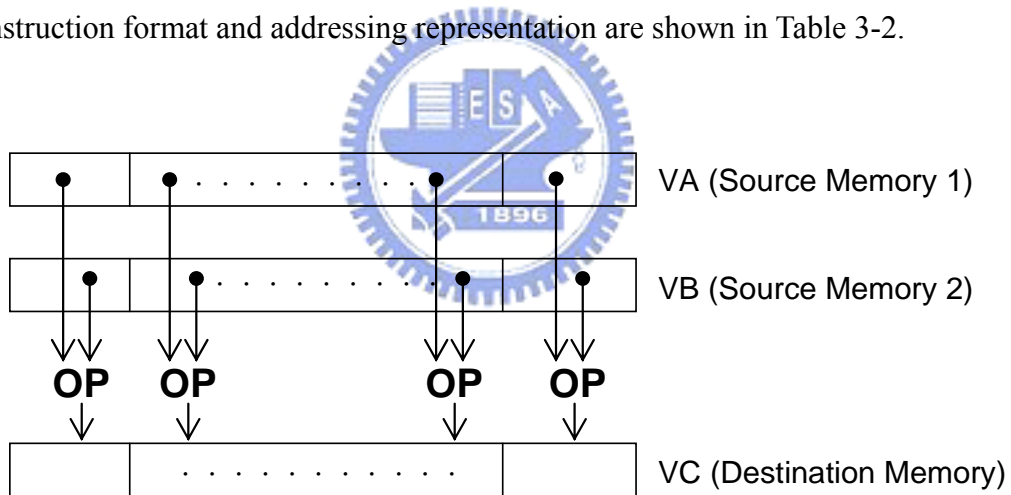 nstruction format and addressing representation are shown in Table 3-2.
E S A
VA (Source Memory 1)
1896
VB (Source Memory 2)
OP OP OP OP
VC (Destination Memory)